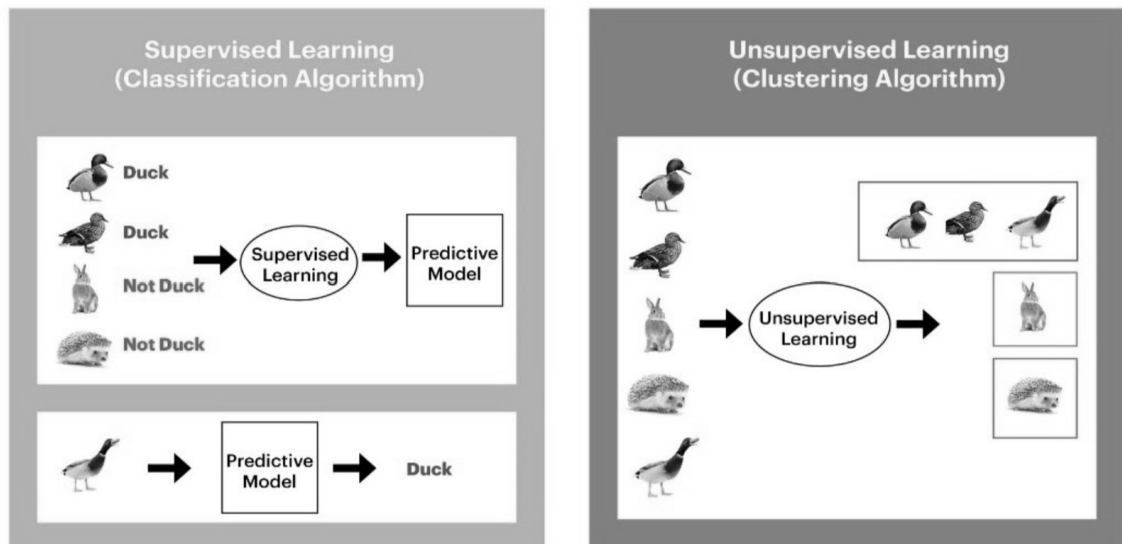 Supervised Learning
(Classification Algorithm)
Duck
Duck
Not Duck
Not Duck
Supervised
Learning
Predictive
Model
Predictive
Model
Duck
Unsupervised Learning
(Clustering Algorithm)
Unsupervised
Learning